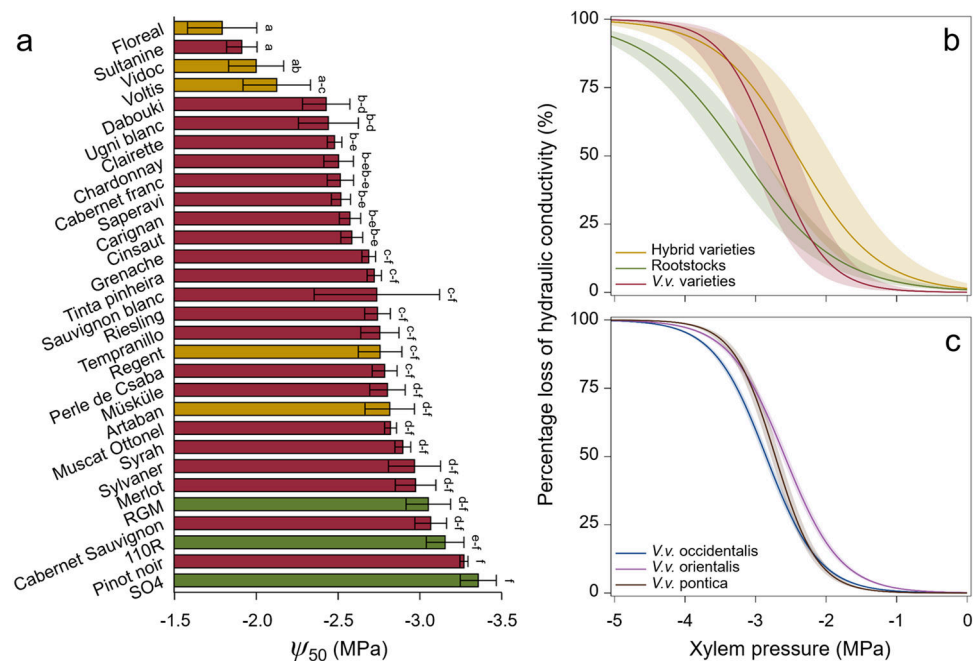 a
Floreal
Sultanine
Vidoc
Voltis
Dabouki
Ugni blanc
Clairette
Chardonnay
Cabernet franc
Saperavi
Carignan
Cinsaut
Grenache
Tinta pinheira
Sauvignon blanc
Riesling
Tempranillo
Regent
Perle de Csaba
Müsküle
Artaban
Muscat Ottonel
Syrah
Sylvaner
Merlot
RGM
Cabernet Sauvignon
110R
Pinot noir
SO4
a
a
ab
a-c
b-d
b-d
b-e
b-e
b-e
b-e
b-e
b-e
c-f
c-f
c-f
c-f
c-f
c-f
c-f
d-f
d-f
d-f
d-f
d-f
d-f
d-f
d-f
e-f
f
f
-1.5 -2.0 -2.5 -3.0 -3.5
ψ50 (MPa)
Percentage loss of hydraulic conductivity (%)
b
100
75
50
25
0
Hybrid varieties
Rootstocks
V.v. varieties
c
100
75
50
25
0
V.v. occidentalis
V.v. orientalis
V.v. pontica
-5 -4 -3 -2 -1 0
Xylem pressure (MPa)